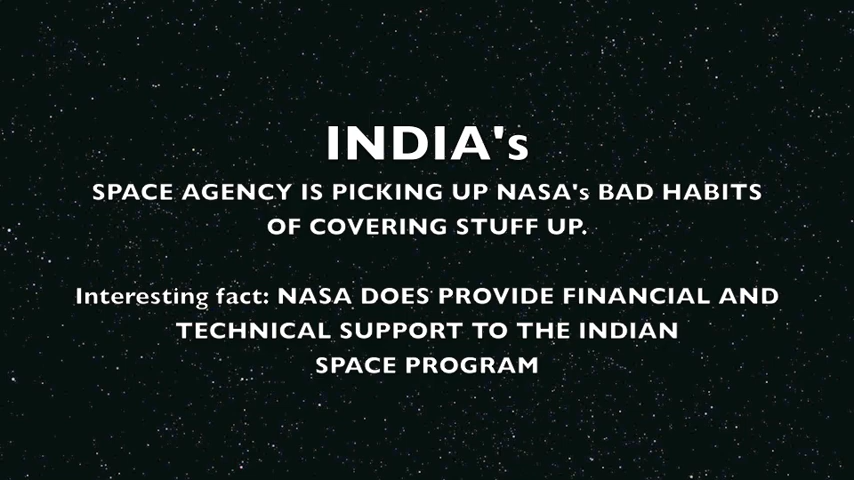 INDIA's
SPACE AGENCY IS PICKING UP NASA's BAD HABITS
OF COVERING STUFF UP.
Interesting fact: NASA DOES PROVIDE FINANCIAL AND
TECHNICAL SUPPORT TO THE INDIAN
SPACE PROGRAM